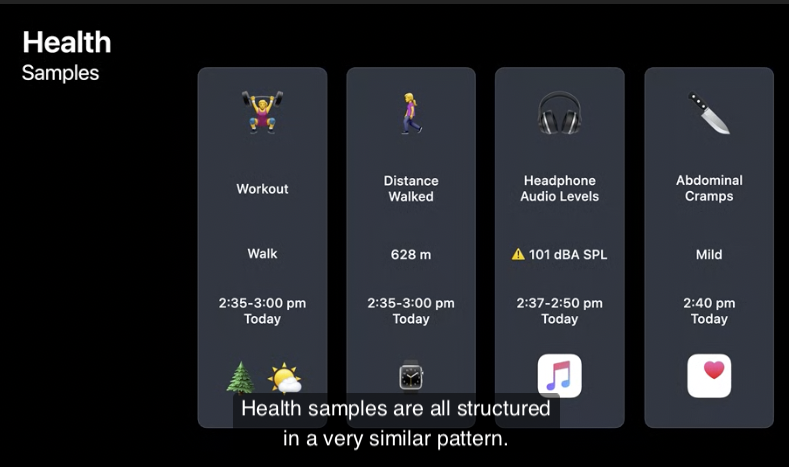 Health
Samples
Workout
Walk
2:35-3:00 pm
Today
Distance
Walked
628 m
2:35-3:00 pm
Today
Headphone
Audio Levels
101 dBA SPL
2:37-2:50 pm
Today
Abdominal
Cramps
Mild
2:40 pm
Today
Health samples are all structured
in a very similar pattern.